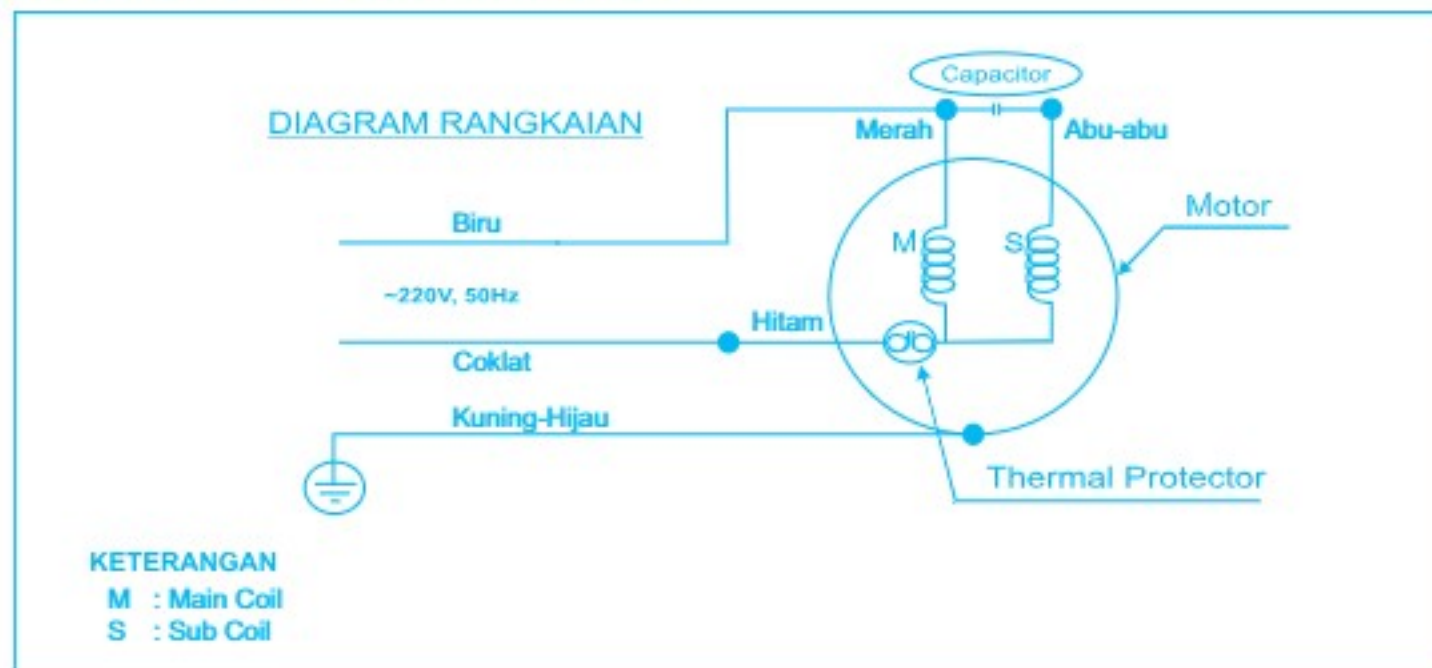 Capacitor
DIAGRAM RANGKAIAN
Merah
Abu-abu
Biru
Motor
M
S
~220V, 50Hz
Hitam
Coklat
Kuning-Hijau
Thermal Protector
KETERANGAN
M : Main Coil
S : Sub Coil